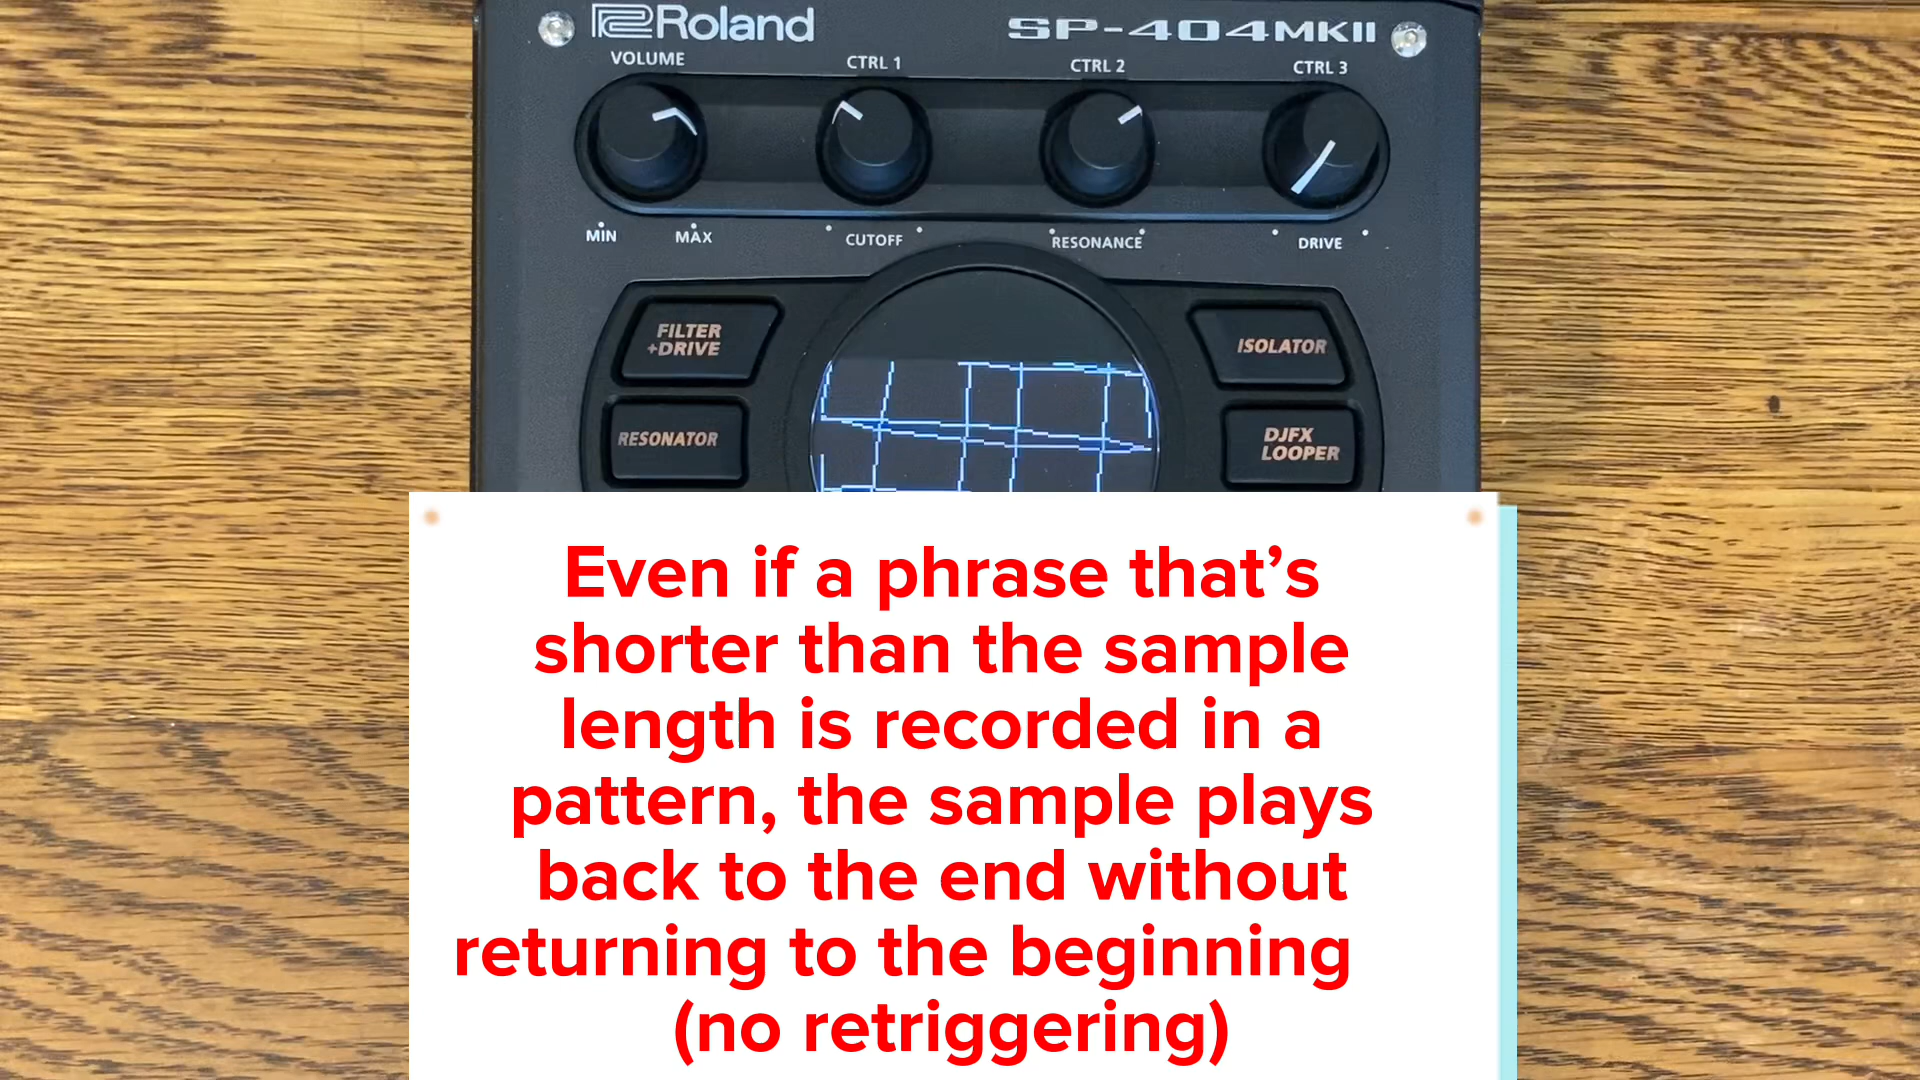 Roland
SP-404MKII
VOLUME
CTRL 1
CTRL 2
CTRL 3
MIN
MAX
CUTOFF
RESONANCE
DRIVE
FILTER
+DRIVE
ISOLATOR
RESONATOR
DJFX
LOOPER
Even if a phrase that’s
shorter than the sample
length is recorded in a
pattern, the sample plays
back to the end without
returning to the beginning
(no retriggering)